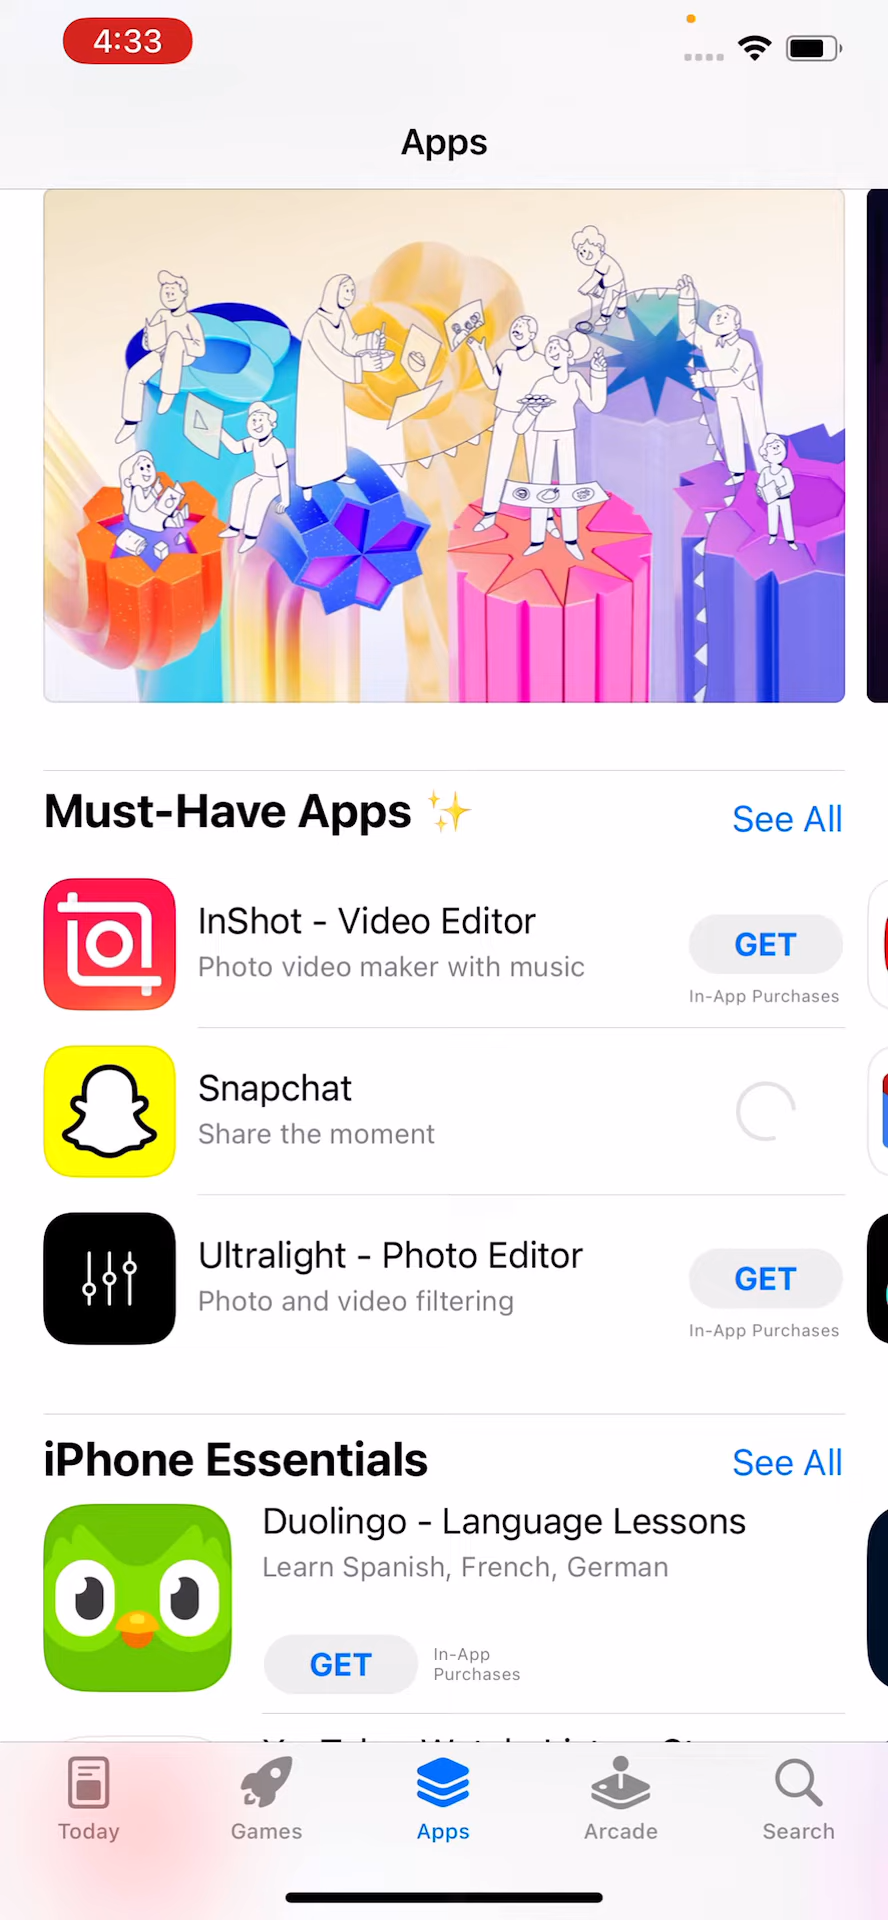 4:33
Apps
Must-Have Apps ✨
See All
InShot - Video Editor
Photo video maker with music
GET
In-App Purchases
Snapchat
Share the moment
Ultralight - Photo Editor
Photo and video filtering
GET
In-App Purchases
iPhone Essentials
See All
Duolingo - Language Lessons
Learn Spanish, French, German
GET
In-App
Purchases
Today
Games
Apps
Arcade
Search